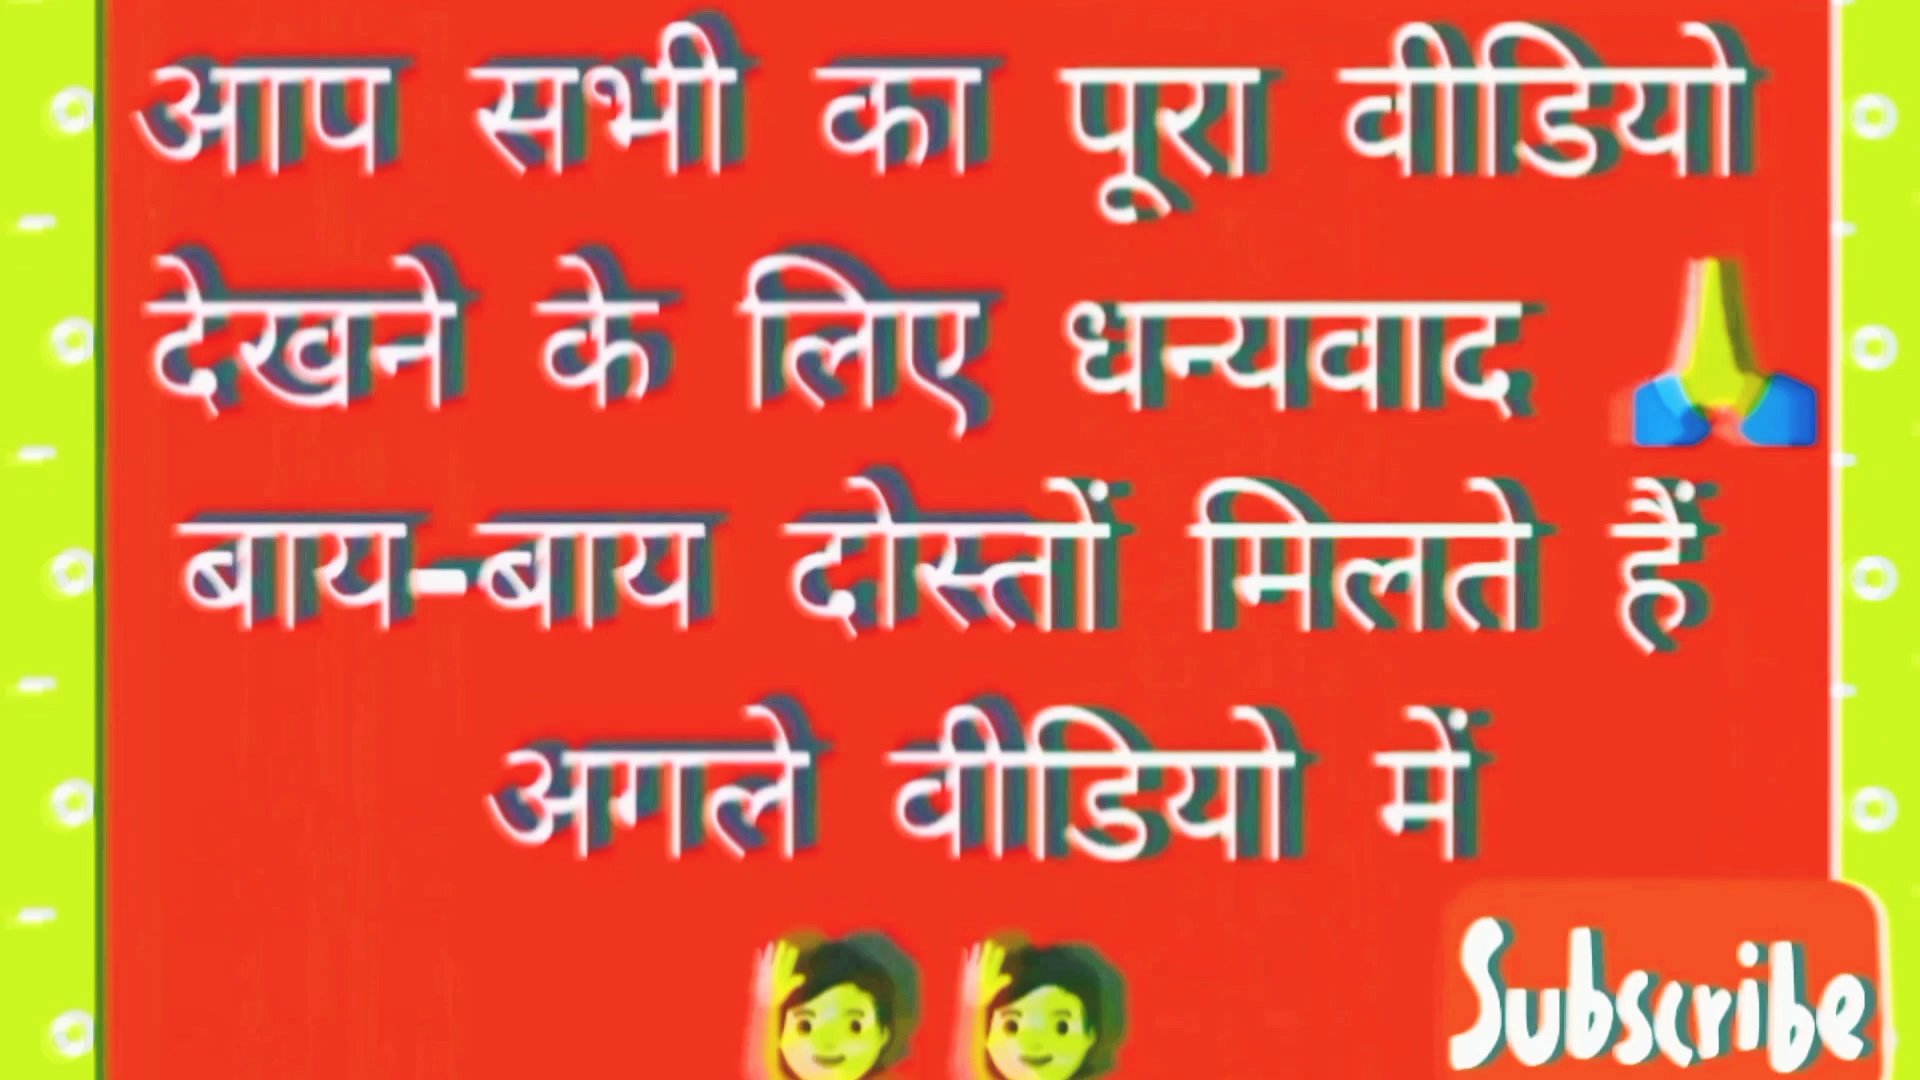 आप सभी का पूरा वीडियो
देखने के लिए धन्यवाद 🙏
बाय-बाय दोस्तों मिलते हैं
अगले वीडियो में
🙋🙋
Subscribe